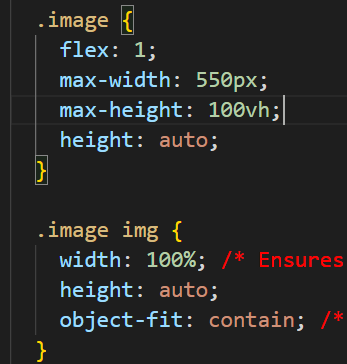 .image {
flex: 1;
max-width: 550px;
max-height: 100vh;
height: auto;
}
.image img {
width: 100%; /* Ensures
height: auto;
object-fit: contain; /*
}